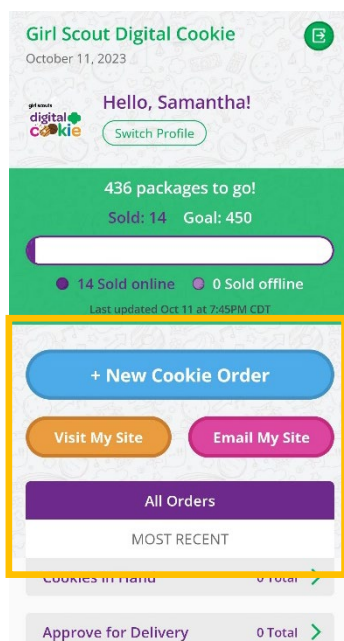 Girl Scout Digital Cookie
October 11, 2023
girl scouts
digital
cookie
Hello, Samantha!
Switch Profile
436 packages to go!
Sold: 14 Goal: 450
14 Sold online 0 Sold offline
Last updated Oct 11 at 7:45PM CDT
+ New Cookie Order
Visit My Site Email My Site
All Orders
MOST RECENT
Cookies in Hand 0 Total
Approve for Delivery 0 Total